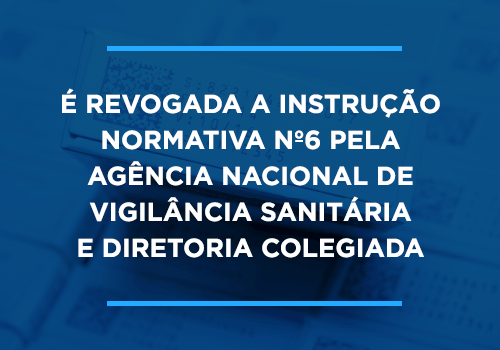 É REVOGADA A INSTRUÇÃO
NORMATIVA Nº6 PELA
AGÊNCIA NACIONAL DE
VIGILÂNCIA SANITÁRIA
E DIRETORIA COLEGIADA